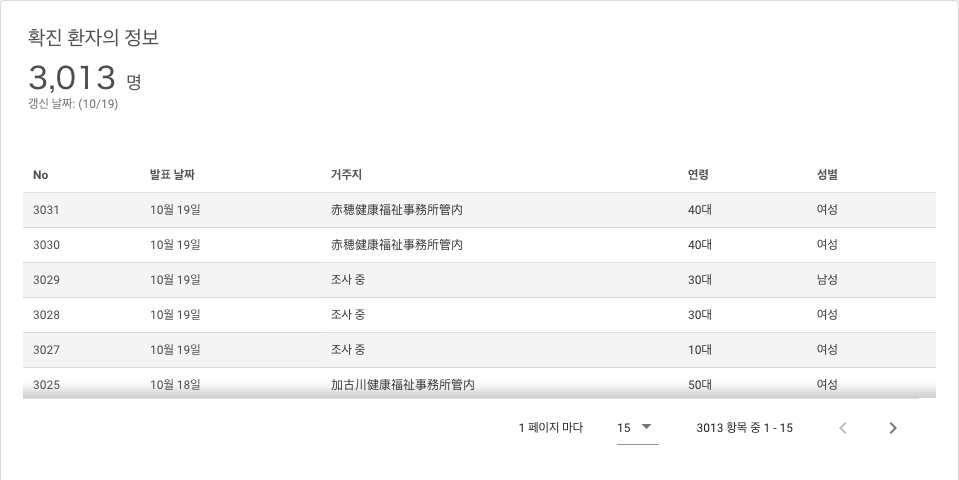 확진 환자의 정보
3,013 명
갱신 날짜: (10/19)
No 발표 날짜 거주지 연령 성별
3031 10월 19일 赤穂健康福祉事務所管内 40대 여성
3030 10월 19일 赤穂健康福祉事務所管内 40대 여성
3029 10월 19일 조사 중 30대 남성
3028 10월 19일 조사 중 30대 여성
3027 10월 19일 조사 중 10대 여성
3025 10월 18일 加古川健康福祉事務所管内 50대 여성
1 페이지 마다 15 3013 항목 중 1 - 15